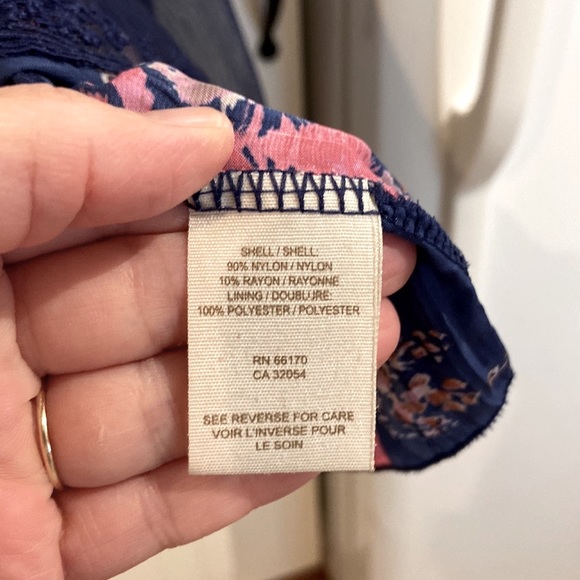 SHELL / SHELL:
90% NYLON / NYLON
10% RAYON / RAYONNE
LINING / DOUBLURE:
100% POLYESTER / POLYESTER
RN 66170
CA 32054
SEE REVERSE FOR CARE
VOIR L'INVERSE POUR
LE SOIN